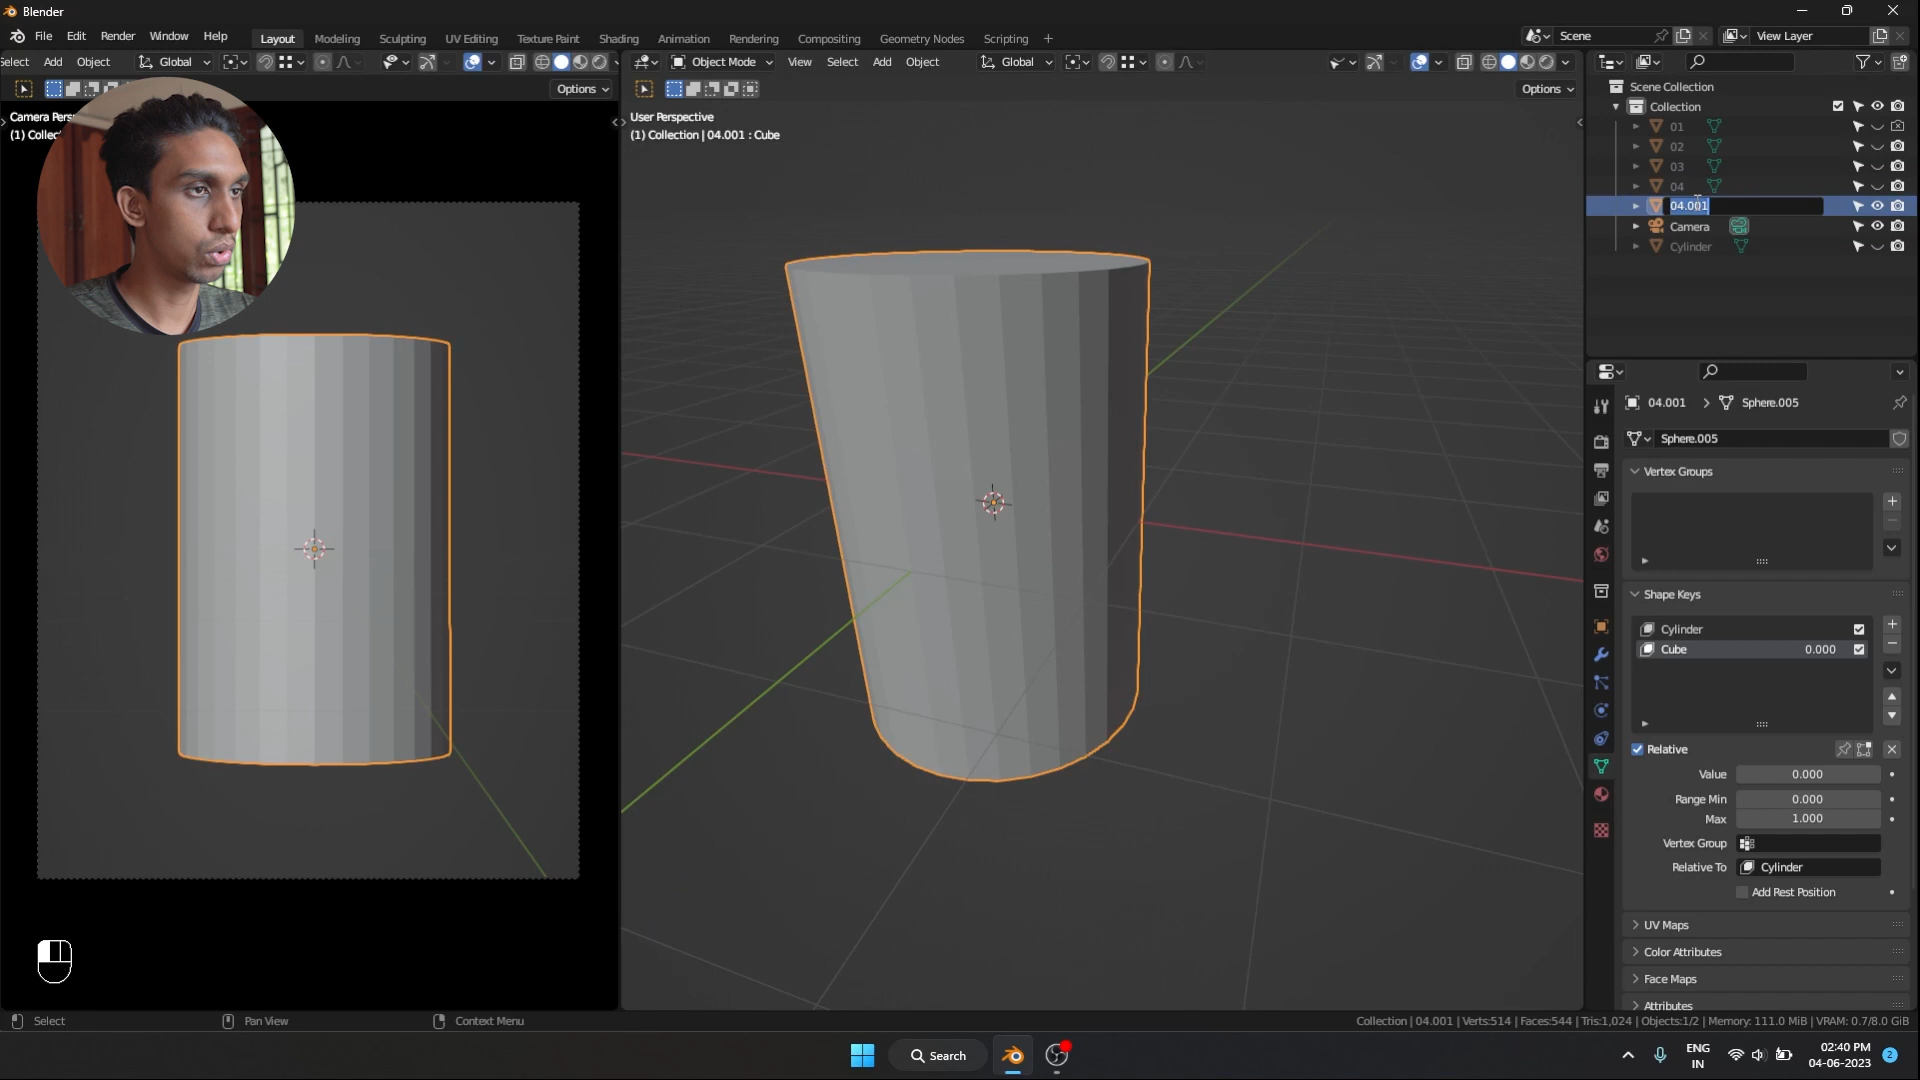 Blender
File Edit Render Window Help Layout Modeling Sculpting UV Editing Texture Paint Shading Animation Rendering Compositing Geometry Nodes Scripting + Scene View Layer
Select Add Object Global
Object Mode View Select Add Object Global
Options
Options
Camera Pers
(1) Collec
User Perspective
(1) Collection | 04.001 : Cube
Scene Collection
Collection
01
02
03
04
04.001
Camera
Cylinder
04.001 > Sphere.005
Sphere.005
Vertex Groups
Shape Keys
Cylinder
Cube 0.000
Relative
Value 0.000
Range Min 0.000
Max 1.000
Vertex Group
Relative To Cylinder
Add Rest Position
UV Maps
Color Attributes
Face Maps
Attributes
Select Pan View Context Menu
Collection | 04.001 | Verts:514 | Faces:544 | Tris:1,024 | Objects:1/2 | Memory: 111.0 MiB | VRAM: 0.7/8.0 GiB
Search
ENG
IN
02:40 PM
04-06-2023
2